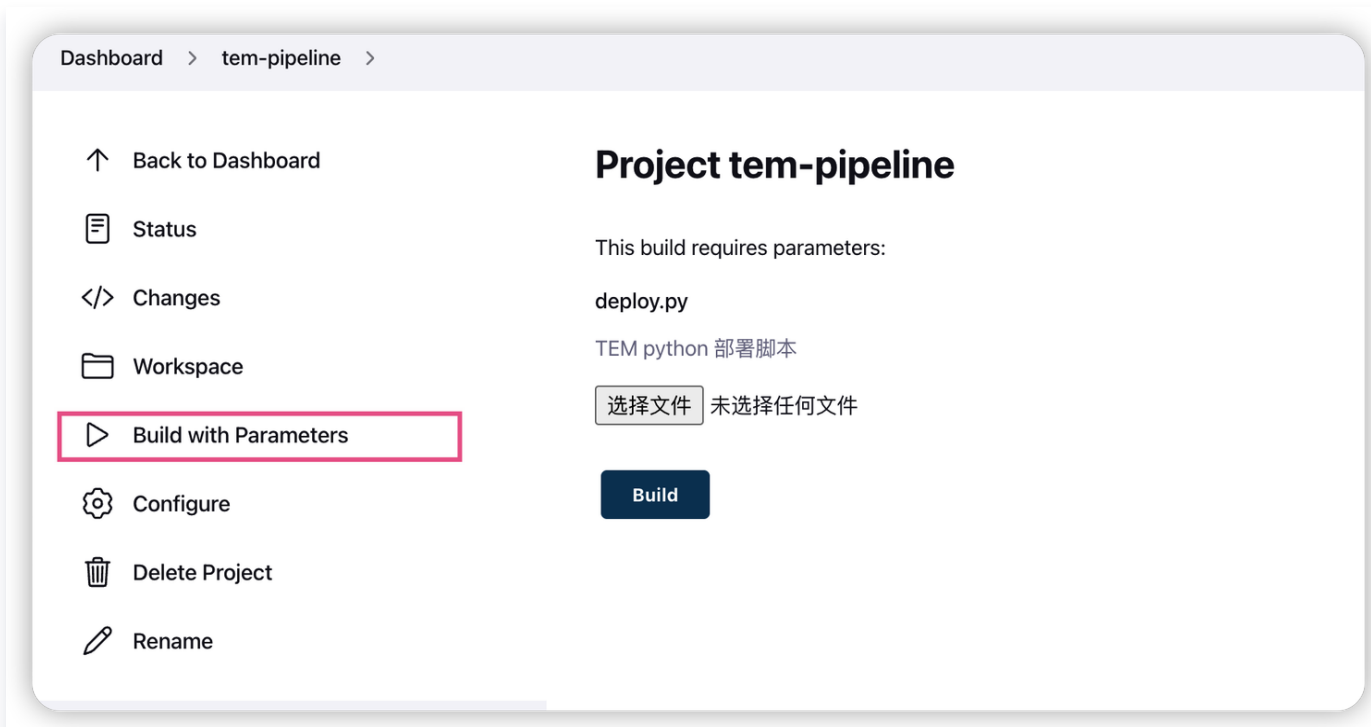 Dashboard > tem-pipeline >
Back to Dashboard
Status
Changes
Workspace
Build with Parameters
Configure
Delete Project
Rename
Project tem-pipeline
This build requires parameters:
deploy.py
TEM python 部署脚本
选择文件 未选择任何文件
Build